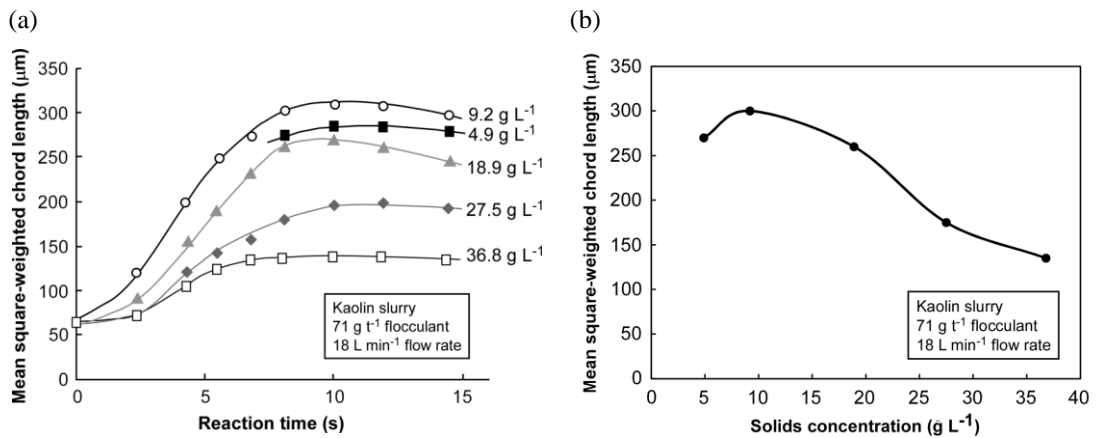 (a)
Mean square-weighted chord length (μm)
350
300
250
200
150
100
50
0
9.2 g L⁻¹
4.9 g L⁻¹
18.9 g L⁻¹
27.5 g L⁻¹
36.8 g L⁻¹
Kaolin slurry
71 g t⁻¹ flocculant
18 L min⁻¹ flow rate
0 5 10 15
Reaction time (s)
(b)
Mean square-weighted chord length (μm)
350
300
250
200
150
100
50
0
Kaolin slurry
71 g t⁻¹ flocculant
18 L min⁻¹ flow rate
0 5 10 15 20 25 30 35 40
Solids concentration (g L⁻¹)